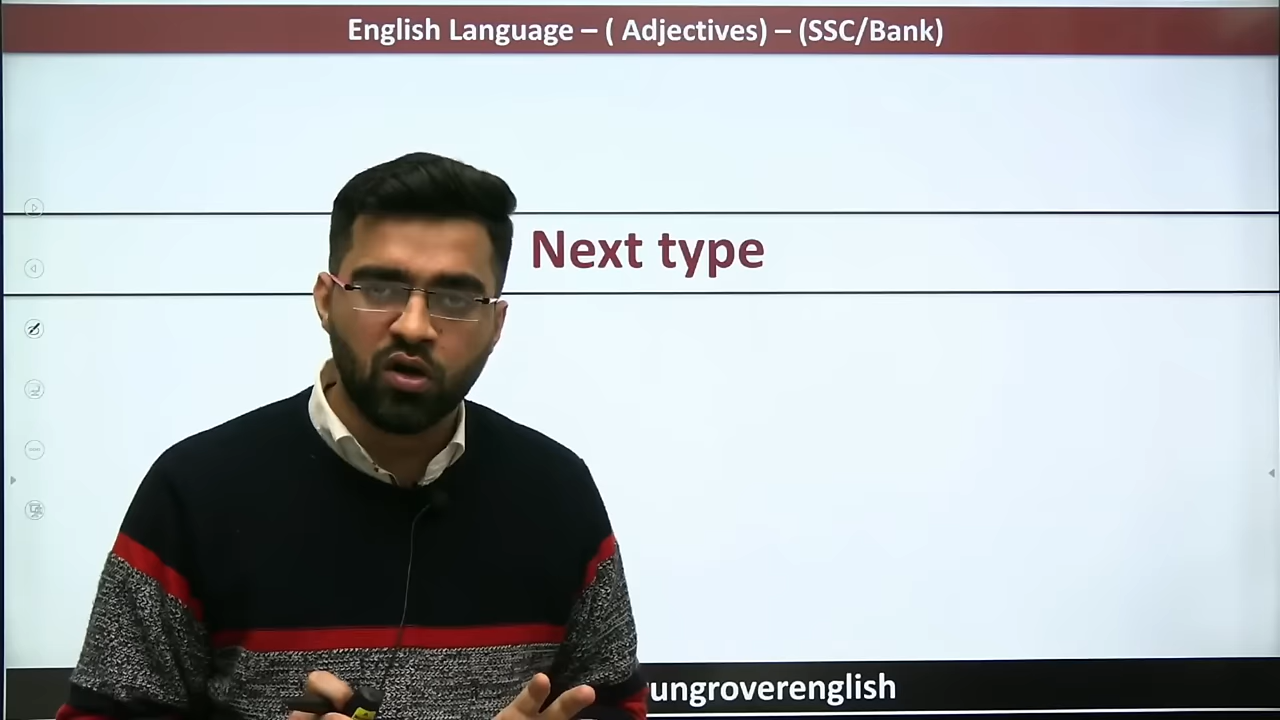 English Language – ( Adjectives) – (SSC/Bank)
Next type
ungroverenglish